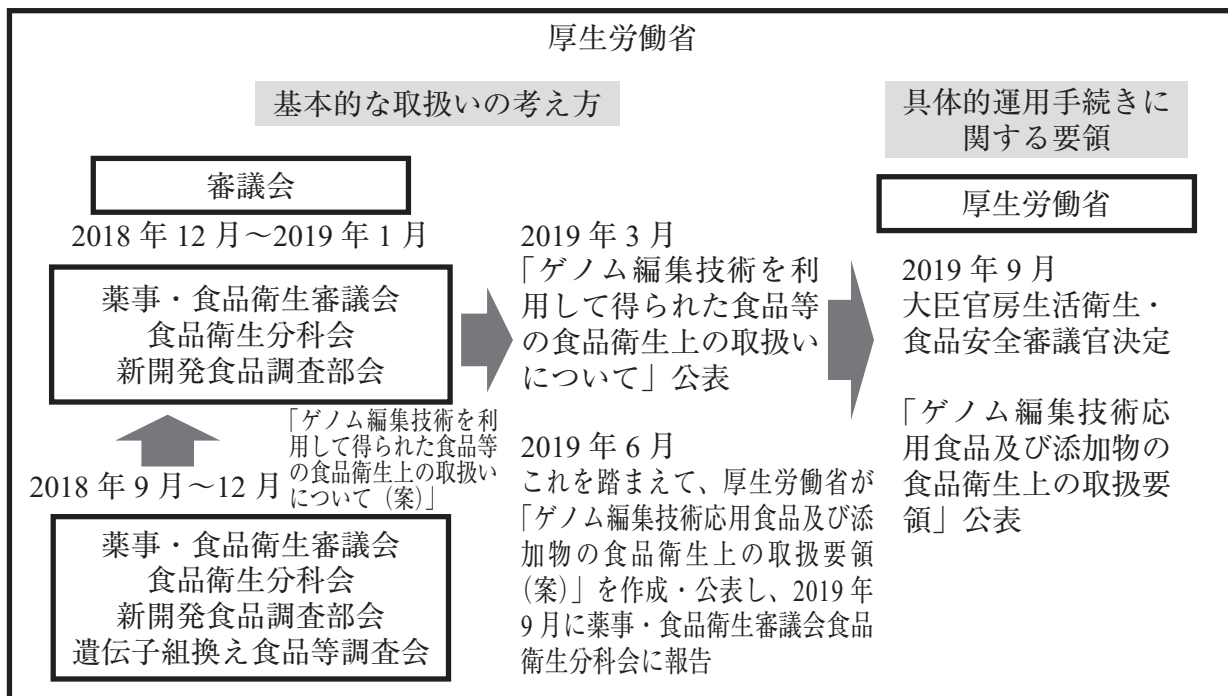 厚生労働省
基本的な取扱いの考え方
審議会
2018 年 12 月～2019 年 1 月
薬事・食品衛生審議会
食品衛生分科会
新開発食品調査部会
「ゲノム編集技術を利
用して得られた食品等
の食品衛生上の取扱い
について（案）」
2018 年 9 月～12 月
薬事・食品衛生審議会
食品衛生分科会
新開発食品調査部会
遺伝子組換え食品等調査会
2019 年 3 月
「ゲノム編集技術を利
用して得られた食品等
の食品衛生上の取扱い
について」公表
2019 年 6 月
これを踏まえて、厚生労働省が
「ゲノム編集技術応用食品及び添
加物の食品衛生上の取扱要領
（案）」を作成・公表し、2019 年
9 月に薬事・食品衛生審議会食品
衛生分科会に報告
具体的運用手続きに
関する要領
厚生労働省
2019 年 9 月
大臣官房生活衛生・
食品安全審議官決定
「ゲノム編集技術応
用食品及び添加物の
食品衛生上の取扱要
領」公表